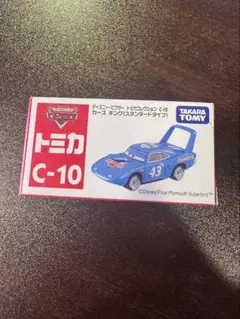 Cars
ディズニー・ピクサー トミカコレクション C-10
カーズ キング(スタンダードタイプ)
TAKARA
TOMY
トミカ
C-10
43
©Disney/Pixar Plymouth Superbird™